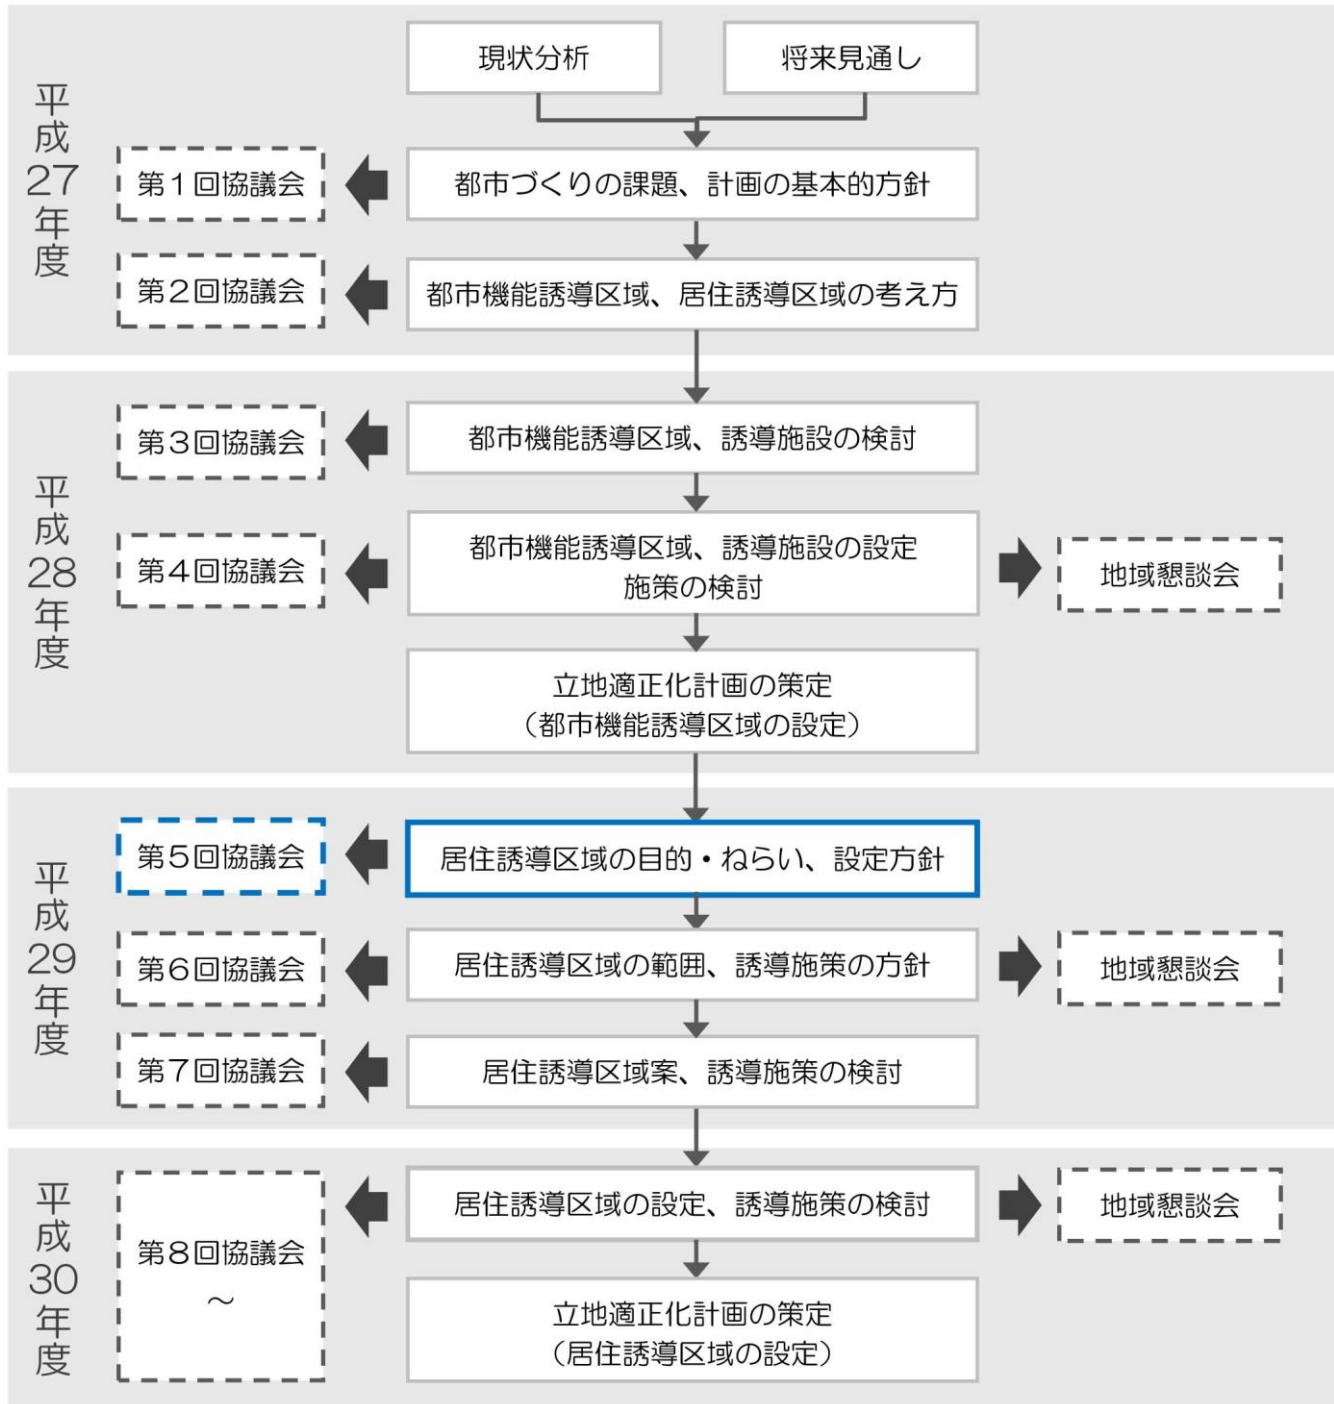 平成27年度
現状分析
将来見通し
第１回協議会
都市づくりの課題、計画の基本的方針
第２回協議会
都市機能誘導区域、居住誘導区域の考え方
平成28年度
第３回協議会
都市機能誘導区域、誘導施設の検討
第４回協議会
都市機能誘導区域、誘導施設の設定
施策の検討
地域懇談会
立地適正化計画の策定
（都市機能誘導区域の設定）
平成29年度
第５回協議会
居住誘導区域の目的・ねらい、設定方針
第６回協議会
居住誘導区域の範囲、誘導施策の方針
地域懇談会
第７回協議会
居住誘導区域案、誘導施策の検討
平成30年度
第８回協議会
～
居住誘導区域の設定、誘導施策の検討
地域懇談会
立地適正化計画の策定
（居住誘導区域の設定）